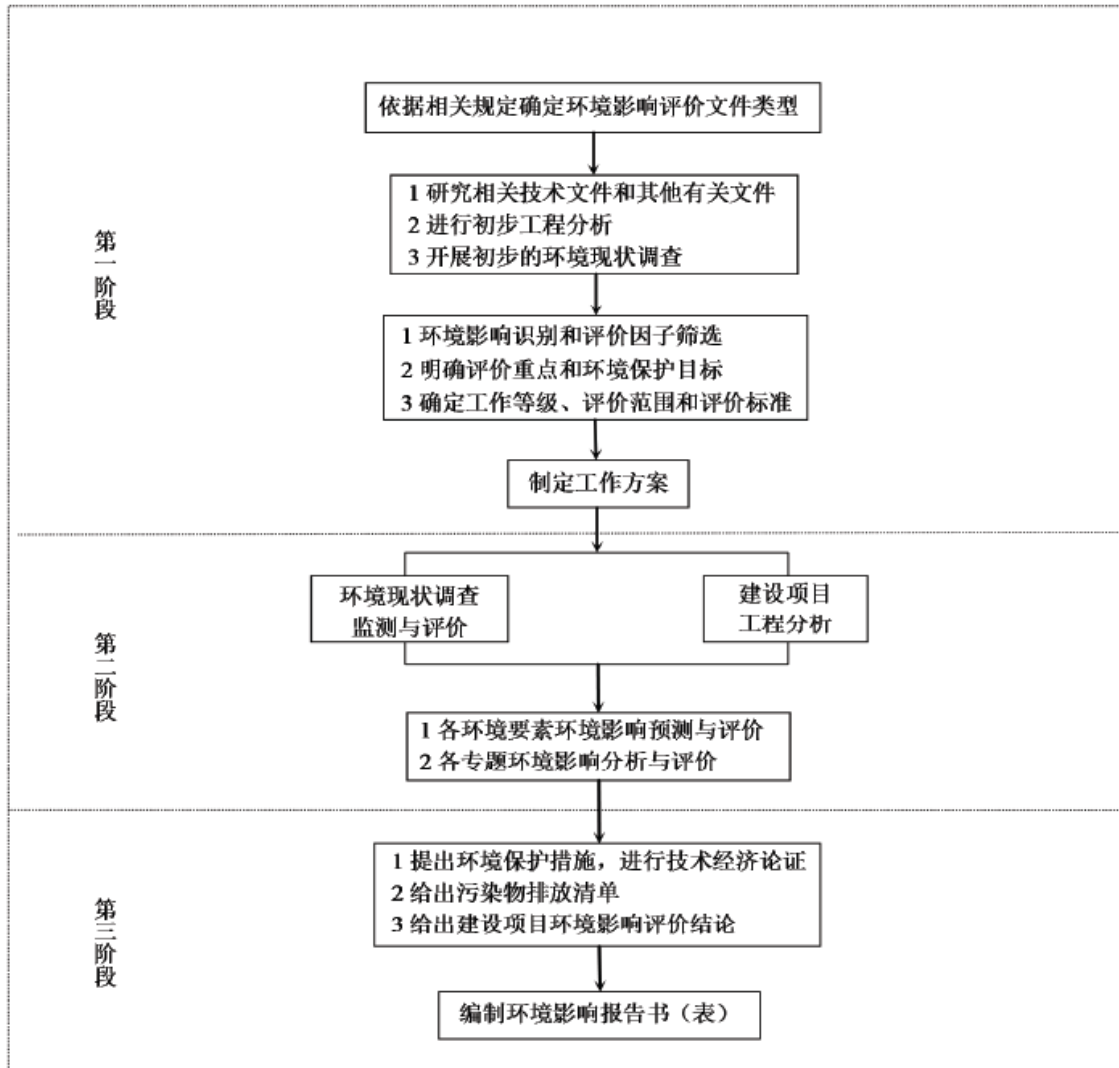 依据相关规定确定环境影响评价文件类型
1 研究相关技术文件和其他有关文件
2 进行初步工程分析
3 开展初步的环境现状调查
第一阶段
1 环境影响识别和评价因子筛选
2 明确评价重点和环境保护目标
3 确定工作等级、评价范围和评价标准
制定工作方案
环境现状调查
监测与评价
建设项目
工程分析
第二阶段
1 各环境要素环境影响预测与评价
2 各专题环境影响分析与评价
1 提出环境保护措施，进行技术经济论证
2 给出污染物排放清单
3 给出建设项目环境影响评价结论
第三阶段
编制环境影响报告书（表）